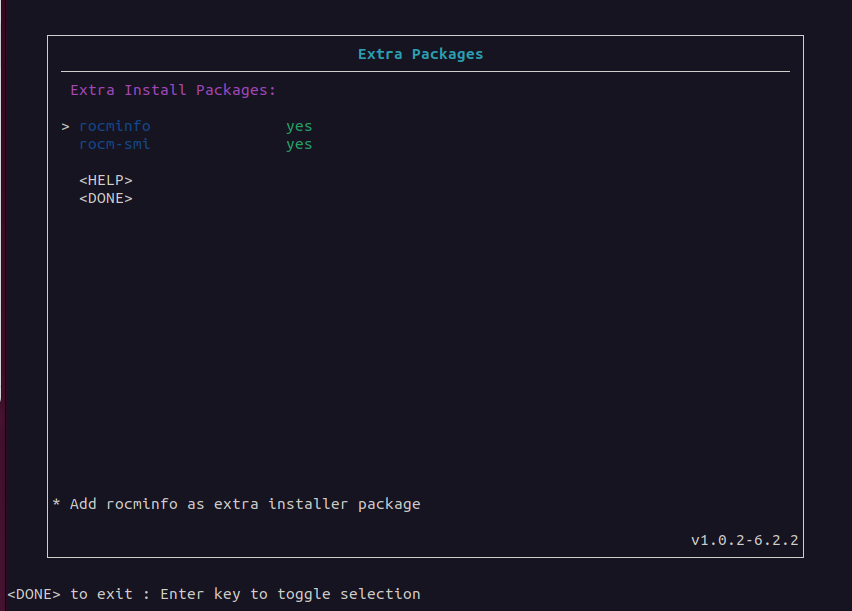 Extra Packages
Extra Install Packages:
> rocminfo yes
rocm-smi yes
<HELP>
<DONE>
* Add rocminfo as extra installer package
v1.0.2-6.2.2
<DONE> to exit : Enter key to toggle selection